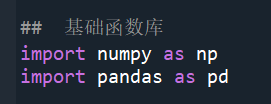 ##  基础函数库
import numpy as np
import pandas as pd